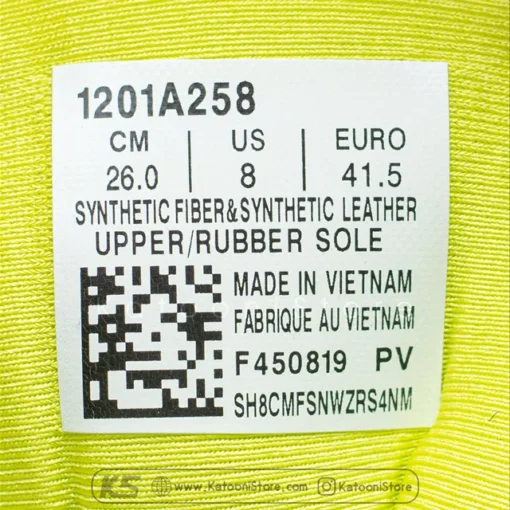 1201A258
CM | US | EURO
26.0 | 8 | 41.5
SYNTHETIC FIBER&SYNTHETIC LEATHER
UPPER/RUBBER SOLE
MADE IN VIETNAM
FABRIQUE AU VIETNAM
F450819 PV
SH8CMFSNWZRS4NM
KS www.KatooniStore.com KatooniStore